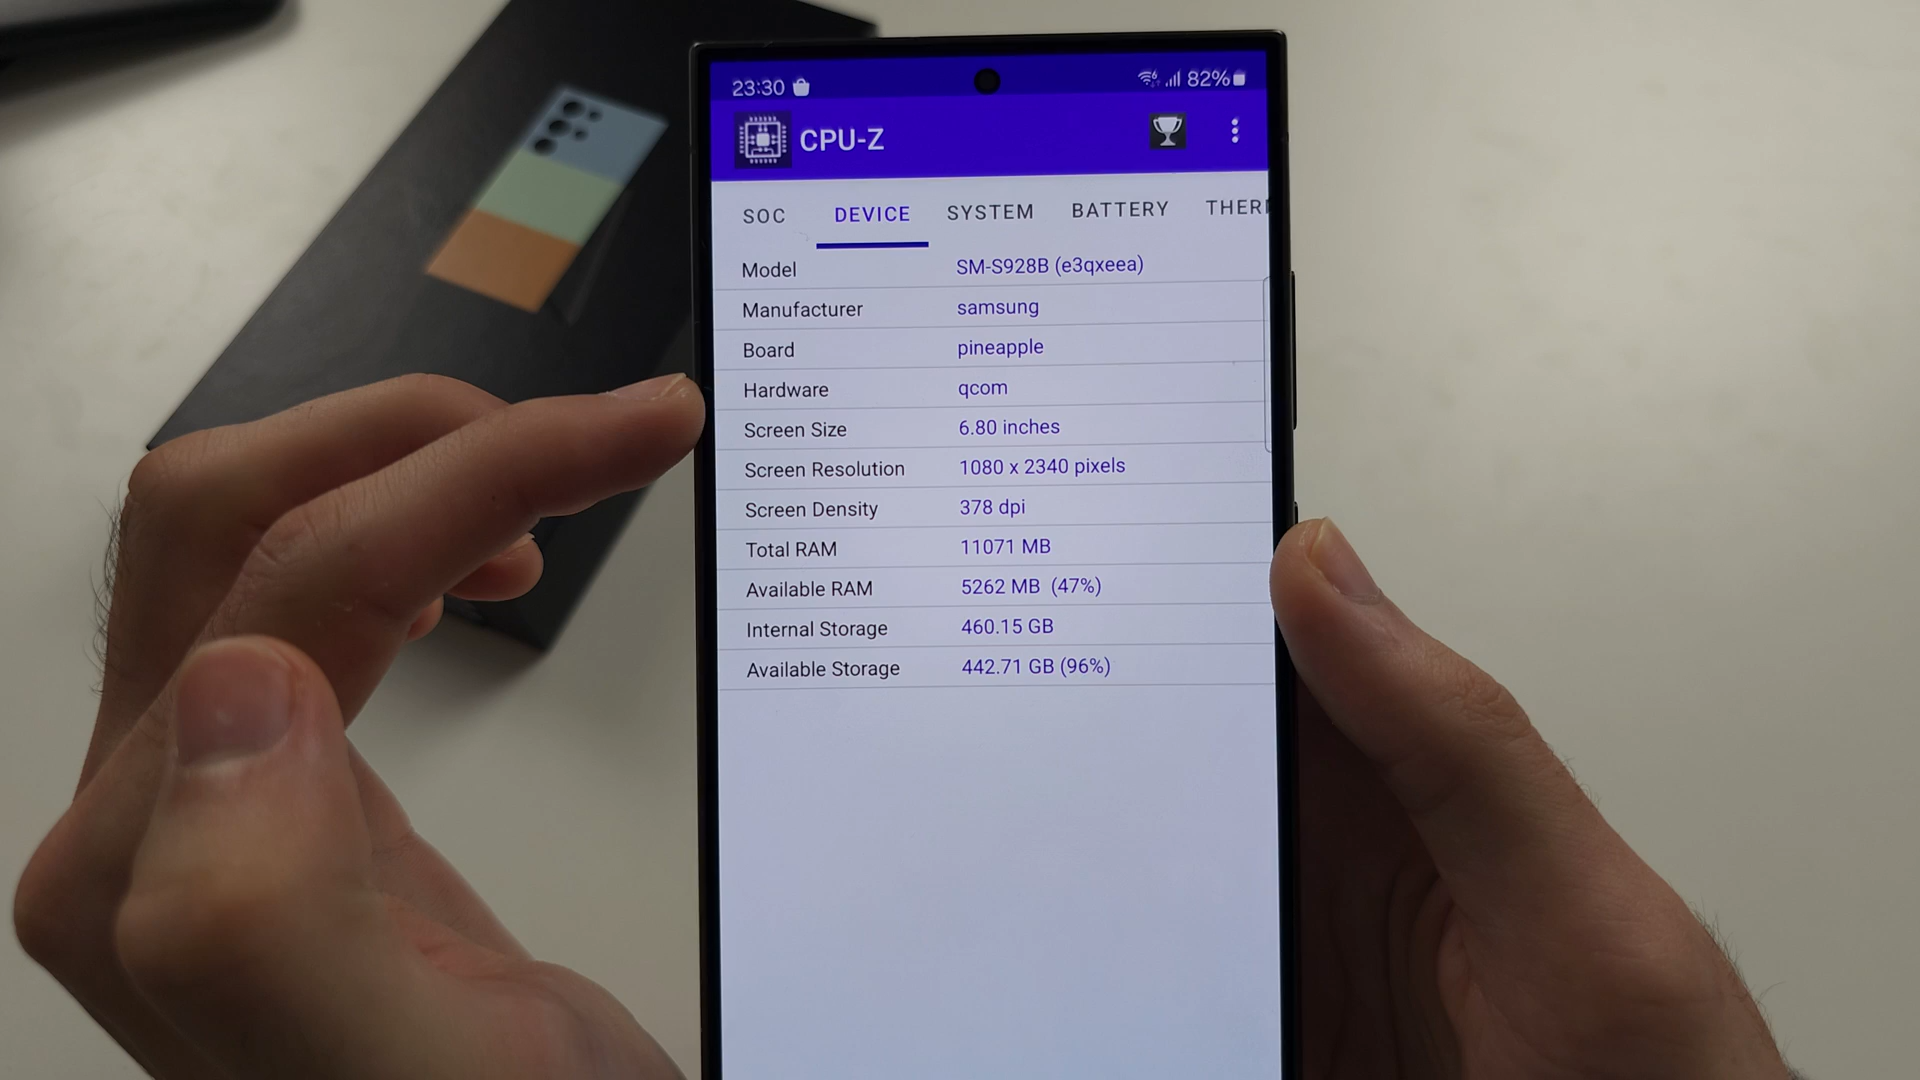 23:30 82%
CPU-Z
SOC DEVICE SYSTEM BATTERY THER
Model SM-S928B (e3qxeea)
Manufacturer samsung
Board pineapple
Hardware qcom
Screen Size 6.80 inches
Screen Resolution 1080 x 2340 pixels
Screen Density 378 dpi
Total RAM 11071 MB
Available RAM 5262 MB (47%)
Internal Storage 460.15 GB
Available Storage 442.71 GB (96%)